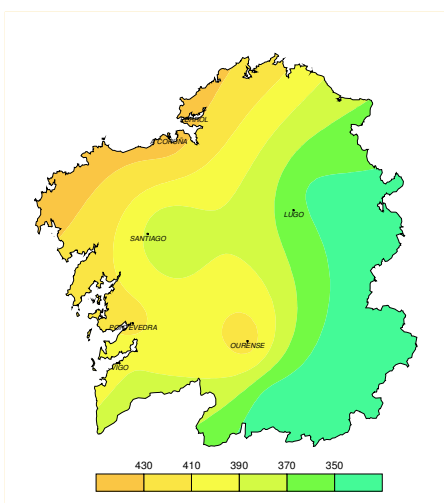 FERROL
A CORUÑA
LUGO
SANTIAGO
PONTEVEDRA
OURENSE
VIGO
430 410 390 370 350